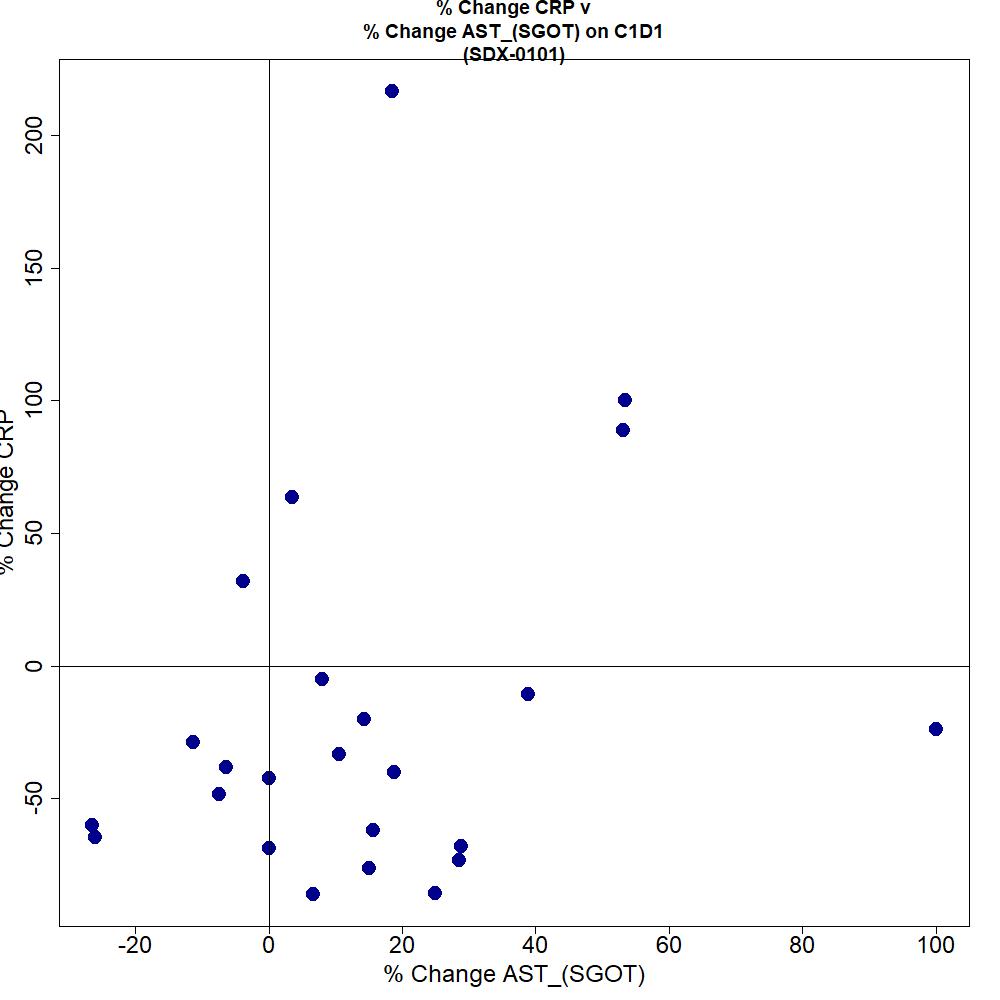 % Change CRP v
% Change AST_(SGOT) on C1D1
(SDX-0101)
% Change CRP
200
150
100
50
0
-50
-20 0 20 40 60 80 100
% Change AST_(SGOT)